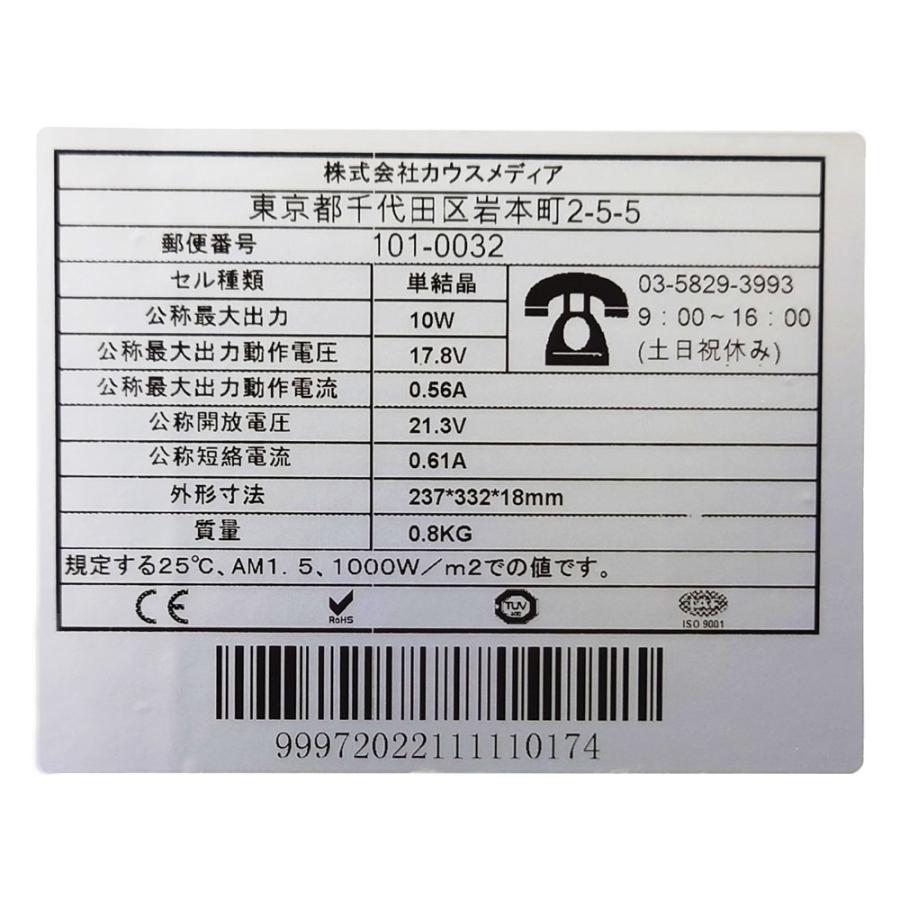 株式会社カウスメディア
東京都千代田区岩本町2-5-5
郵便番号 101-0032
セル種類 単結晶
公称最大出力 10W
公称最大出力動作電圧 17.8V
03-5829-3993
9：00～16：00
(土日祝休み)
公称最大出力動作電流 0.56A
公称開放電圧 21.3V
公称短絡電流 0.61A
外形寸法 237*332*18mm
質量 0.8KG
規定する25℃、AM1．5、1000W／m2での値です。
CE RoHS TUV ISO 9001
99972022111110174